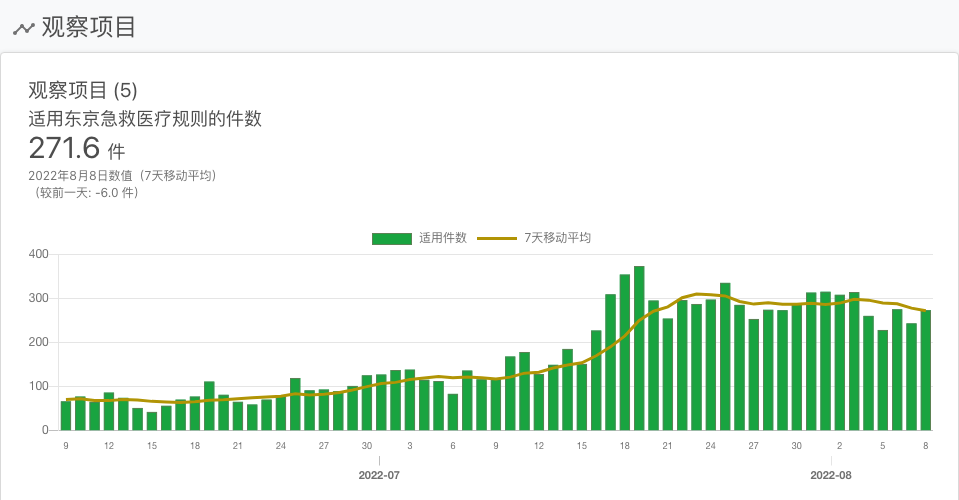 观察项目
观察项目 (5)
适用东京急救医疗规则的件数
271.6 件
2022年8月8日数值（7天移动平均）
（较前一天: -6.0 件）
适用件数 7天移动平均
400
300
200
100
0
9 12 15 18 21 24 27 30 3 6 9 12 15 18 21 24 27 30 2 5 8
2022-07 2022-08